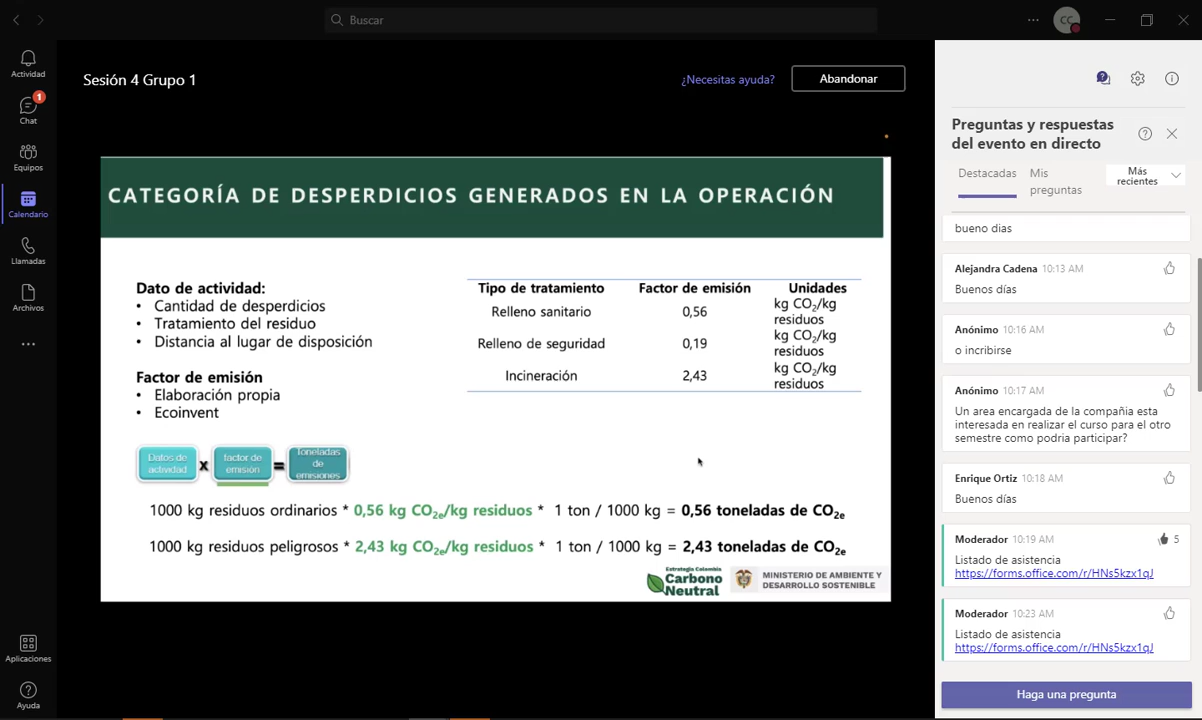 Buscar
CC
Actividad
1
Chat
Equipos
Calendario
Llamadas
Archivos
Aplicaciones
Ayuda
Sesión 4 Grupo 1
¿Necesitas ayuda?
Abandonar
CATEGORÍA DE DESPERDICIOS GENERADOS EN LA OPERACIÓN
Dato de actividad:
• Cantidad de desperdicios
• Tratamiento del residuo
• Distancia al lugar de disposición
Factor de emisión
• Elaboración propia
• Ecoinvent
Tipo de tratamiento Factor de emisión Unidades
Relleno sanitario 0,56 kg CO2/kg
residuos
Relleno de seguridad 0,19 kg CO2/kg
residuos
Incineración 2,43 kg CO2/kg
residuos
Datos de
actividad
x
factor de
emisión
=
Toneladas
de
emisiones
1000 kg residuos ordinarios * 0,56 kg CO2e/kg residuos * 1 ton / 1000 kg = 0,56 toneladas de CO2e
1000 kg residuos peligrosos * 2,43 kg CO2e/kg residuos * 1 ton / 1000 kg = 2,43 toneladas de CO2e
Estrategia Colombia
Carbono
Neutral
MINISTERIO DE AMBIENTE Y
DESARROLLO SOSTENIBLE
Preguntas y respuestas
del evento en directo
Destacadas
Mis
preguntas
Más
recientes
bueno dias
Alejandra Cadena 10:13 AM
Buenos días
Anónimo 10:16 AM
o incribirse
Anónimo 10:17 AM
Un area encargada de la compañia esta
interesada en realizar el curso para el otro
semestre como podria participar?
Enrique Ortiz 10:18 AM
Buenos días
Moderador 10:19 AM 5
Listado de asistencia
https://forms.office.com/r/HNs5kzx1qJ
Moderador 10:23 AM
Listado de asistencia
https://forms.office.com/r/HNs5kzx1qJ
Haga una pregunta